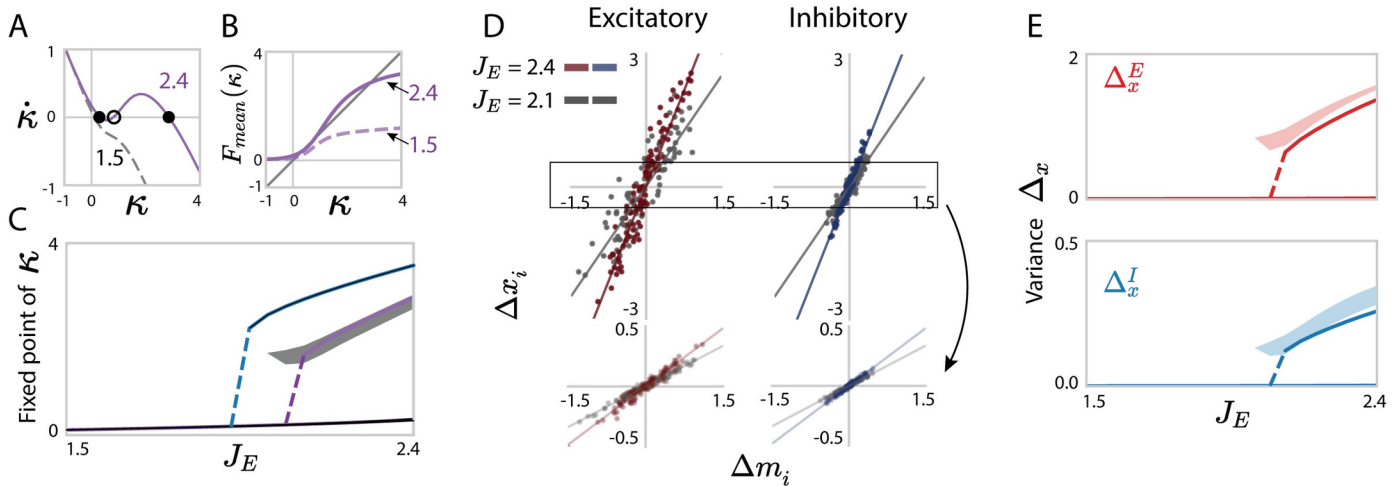 A
1
2.4
κ̇
0
1.5
-1
-1
0
κ
4
B
4
F_mean(κ)
2.4
1.5
0
-1
-1
0
κ
4
C
4
Fixed point of κ
0
1.5
J_E
2.4
D
Excitatory
Inhibitory
J_E = 2.4
J_E = 2.1
3
3
-1.5
1.5
-1.5
1.5
Δx_i
-3
-3
0.5
0.5
-1.5
1.5
-1.5
1.5
-0.5
-0.5
Δm_i
E
2
Δ_x^E
0
Variance Δ_x
0.5
Δ_x^I
0.0
1.5
J_E
2.4